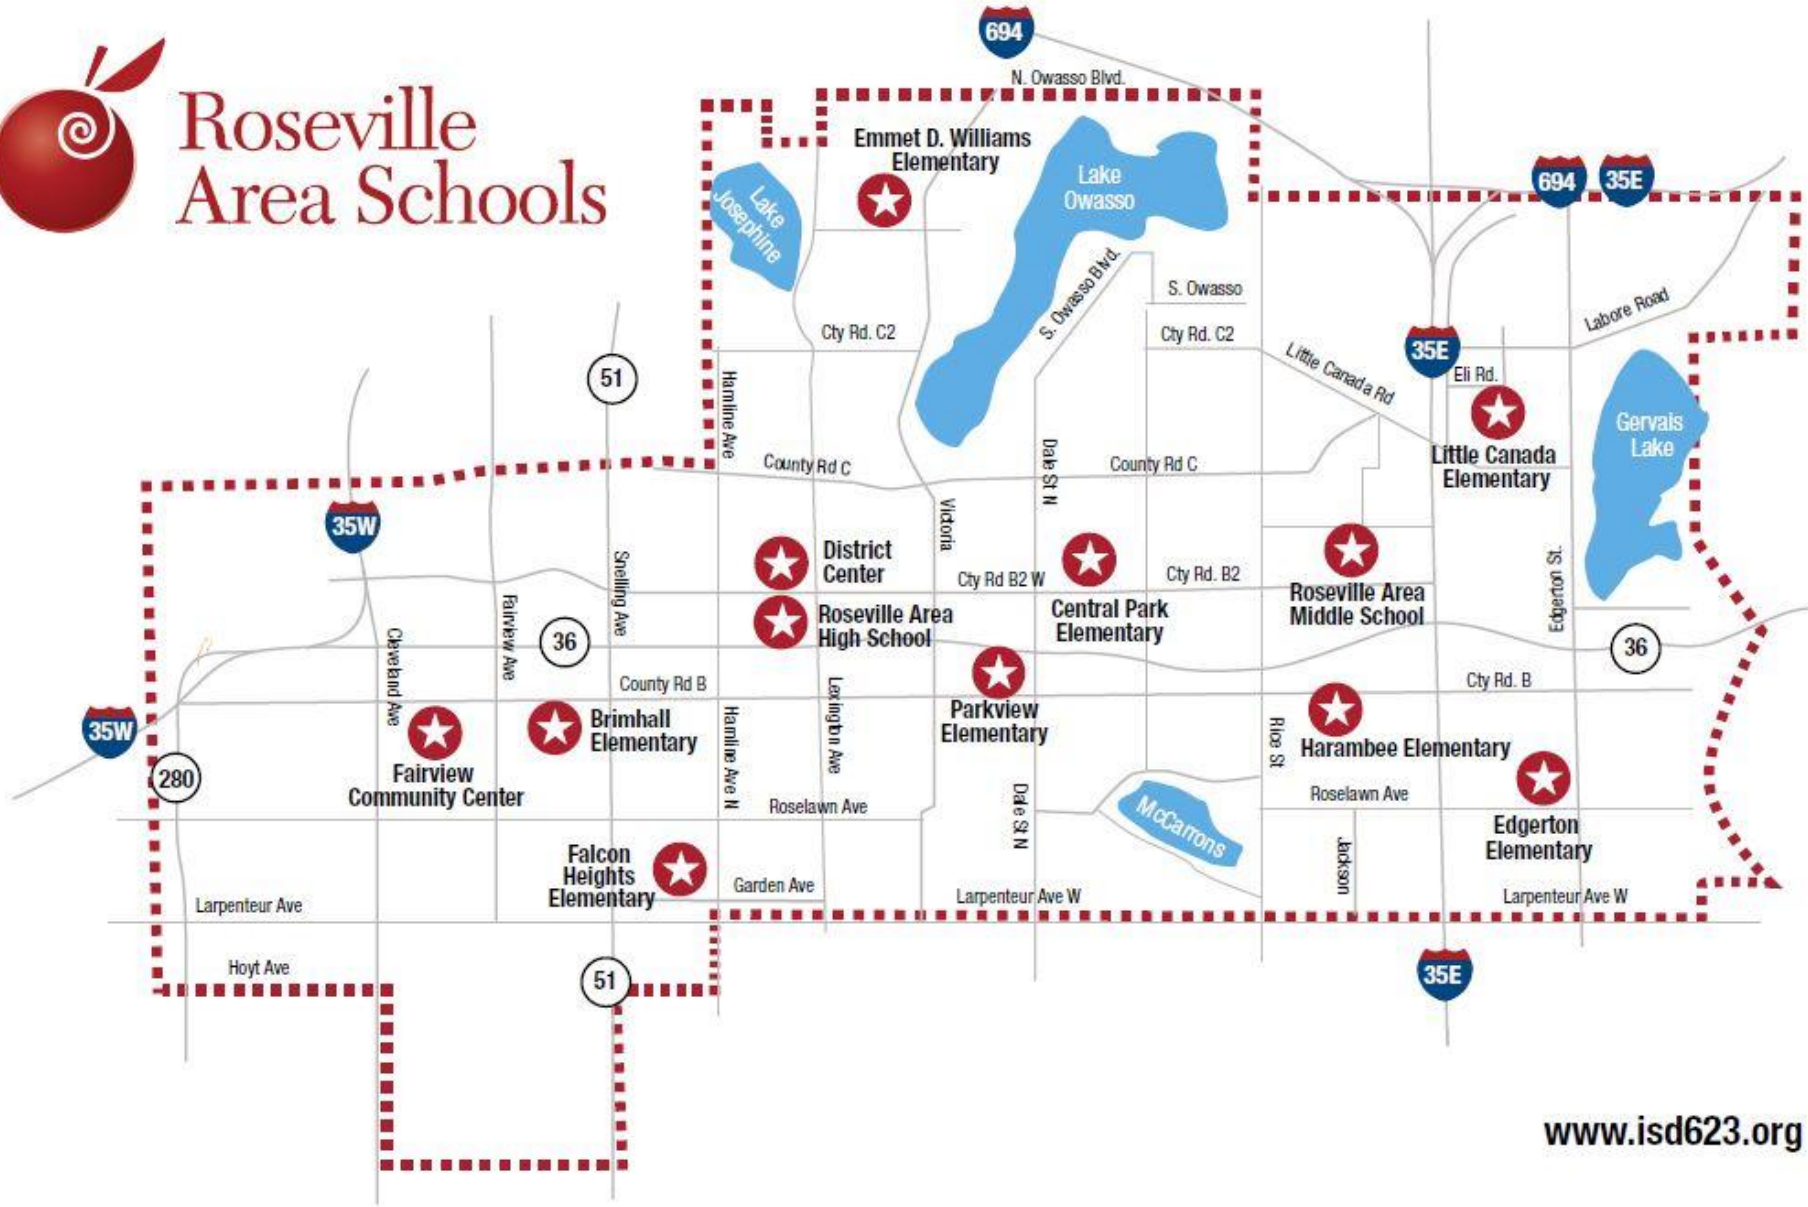 Roseville
Area Schools
694
N. Owasso Blvd.
Emmet D. Williams
Elementary
Lake
Josephine
Lake
Owasso
694
35E
S. Owasso Blvd.
S. Owasso
Cty Rd. C2
Cty Rd. C2
Little Canada Rd
Labore Road
35E
Eli Rd.
51
Hamline Ave
Gervais
Lake
Little Canada
Elementary
County Rd C
County Rd C
Dale St N
Victoria
35W
District
Center
Snelling Ave
Cty Rd B2 W
Cty Rd. B2
Central Park
Elementary
Roseville Area
Middle School
Edgerton St.
Roseville Area
High School
36
36
Fairview Ave
Cleveland Ave
County Rd B
Cty Rd. B
Lexington Ave
Parkview
Elementary
35W
Brimhall
Elementary
Hamline Ave N
Rice St
Harambee Elementary
280
Fairview
Community Center
Roselawn Ave
Dale St N
McCarrons
Roselawn Ave
Edgerton
Elementary
Jackson
Falcon
Heights
Elementary
Garden Ave
Larpenteur Ave
Larpenteur Ave W
Larpenteur Ave W
Hoyt Ave
51
35E
www.isd623.org